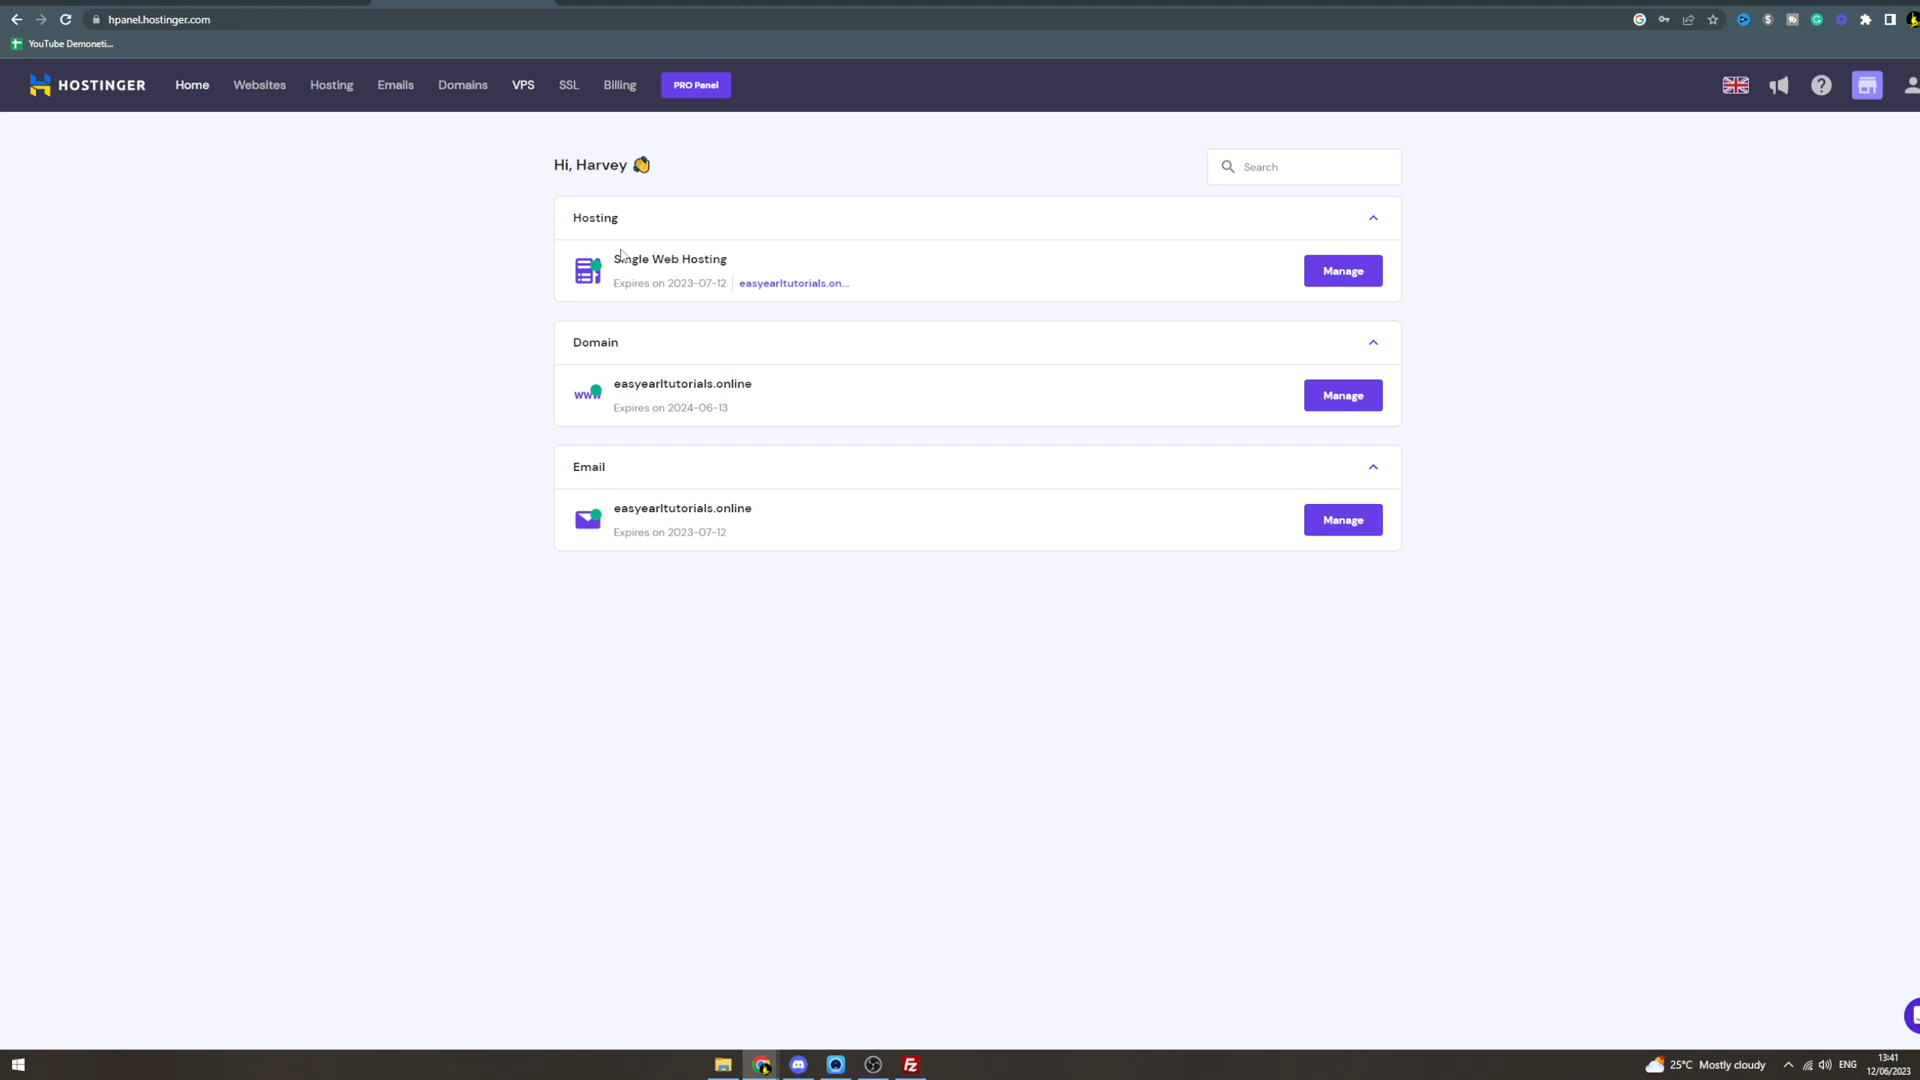 hpanel.hostinger.com
YouTube Demoneti...
HOSTINGER Home Websites Hosting Emails Domains VPS SSL Billing PRO Panel
Hi, Harvey 👋
Search
Hosting
Single Web Hosting
Expires on 2023-07-12 easyearltutorials.on...
Manage
Domain
easyearltutorials.online
Expires on 2024-06-13
Manage
Email
easyearltutorials.online
Expires on 2023-07-12
Manage
25°C Mostly cloudy ENG
13:41
12/06/2023